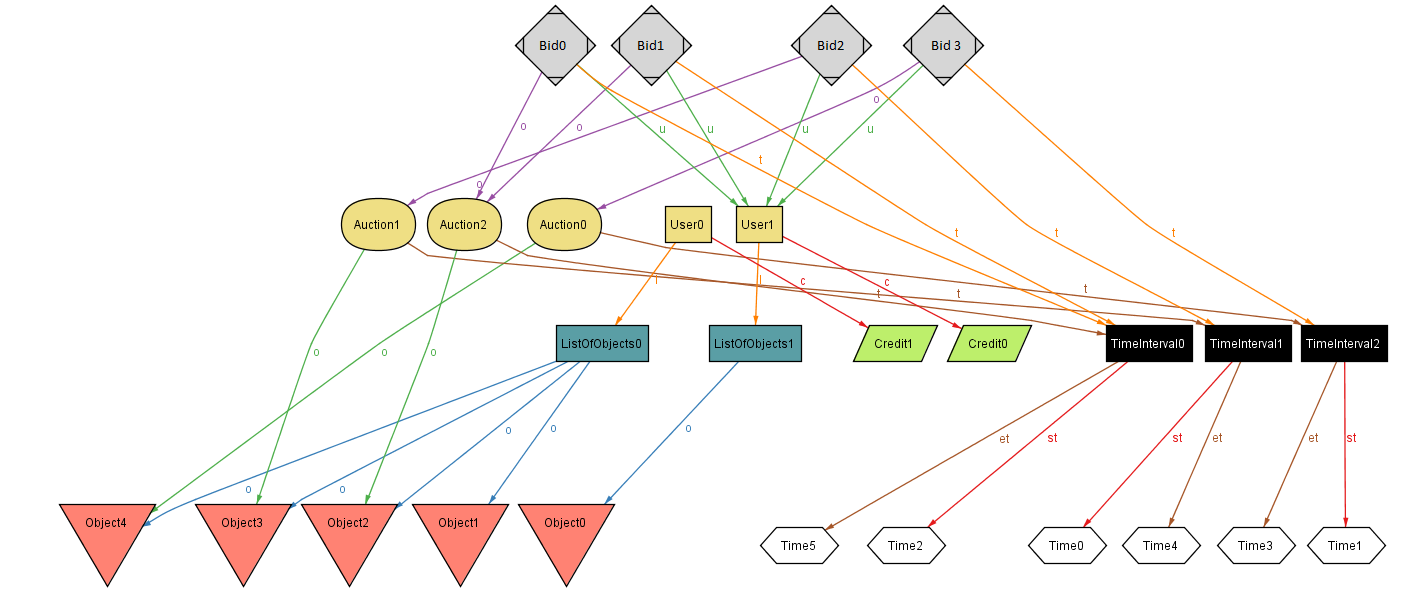 Bid0
Bid1
Bid2
Bid 3
o
o
o
u
u
u
u
t
o
Auction1
Auction2
Auction0
User0
User1
t
t
t
l
l
c
c
t
t
t
ListOfObjects0
ListOfObjects1
Credit1
Credit0
TimeInterval0
TimeInterval1
TimeInterval2
o
o
o
o
o
o
et
st
st
et
et
st
o
o
Object4
Object3
Object2
Object1
Object0
Time5
Time2
Time0
Time4
Time3
Time1